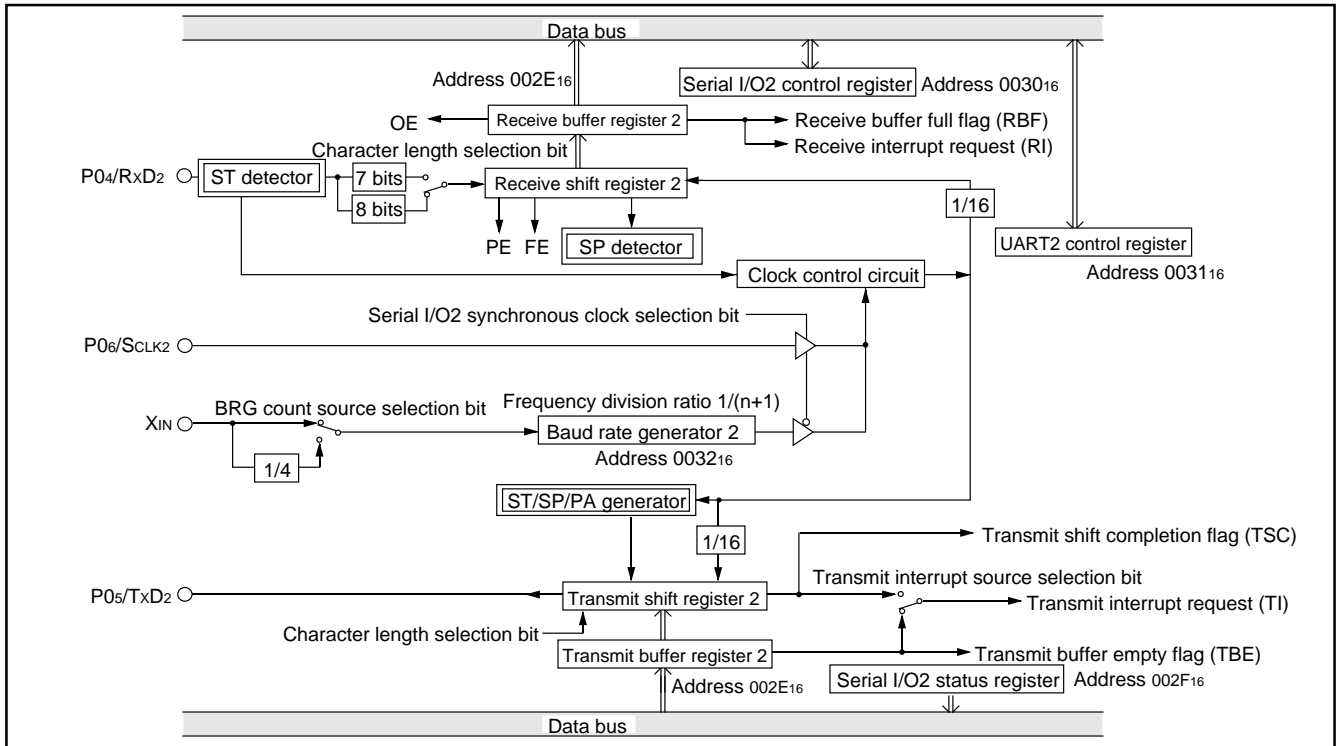 Data bus
Address 002E16
Serial I/O2 control register Address 003016
OE
Receive buffer register 2
Receive buffer full flag (RBF)
Receive interrupt request (RI)
Character length selection bit
P04/RXD2
ST detector
7 bits
8 bits
Receive shift register 2
1/16
PE FE
SP detector
UART2 control register
Address 003116
Clock control circuit
Serial I/O2 synchronous clock selection bit
P06/SCLK2
BRG count source selection bit
Frequency division ratio 1/(n+1)
XIN
Baud rate generator 2
Address 003216
1/4
ST/SP/PA generator
1/16
Transmit shift completion flag (TSC)
Transmit interrupt source selection bit
P05/TXD2
Transmit shift register 2
Transmit interrupt request (TI)
Character length selection bit
Transmit buffer register 2
Transmit buffer empty flag (TBE)
Address 002E16
Serial I/O2 status register Address 002F16
Data bus